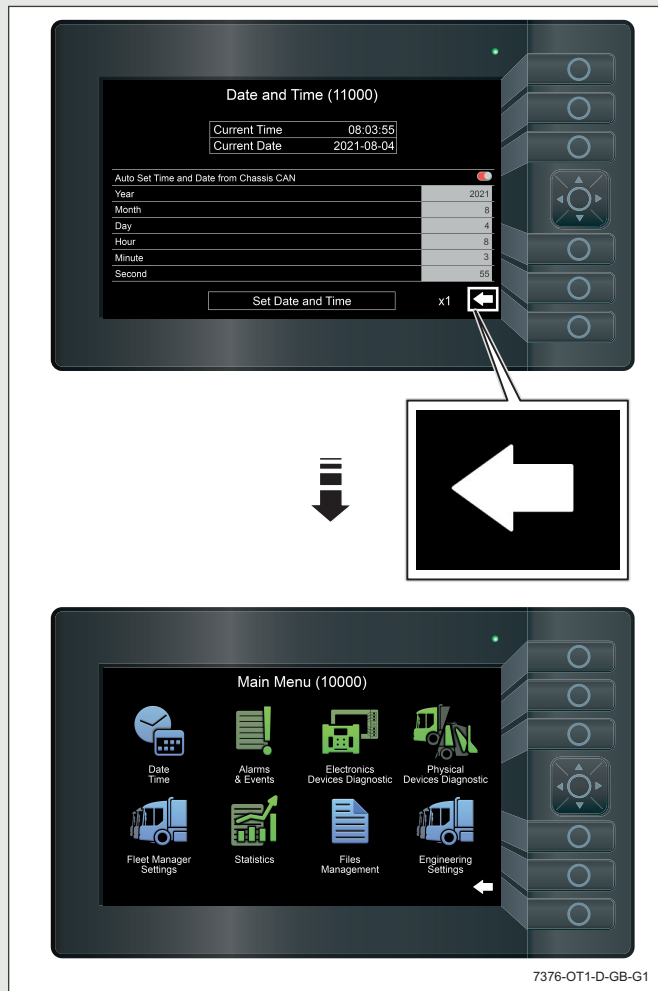 Date and Time (11000)
Current Time 08:03:55
Current Date 2021-08-04
Auto Set Time and Date from Chassis CAN
Year 2021
Month 8
Day 4
Hour 8
Minute 3
Second 55
Set Date and Time x1
Main Menu (10000)
Date
Time
Alarms
& Events
Electronics
Devices Diagnostic
Physical
Devices Diagnostic
Fleet Manager
Settings
Statistics
Files
Management
Engineering
Settings
7376-OT1-D-GB-G1